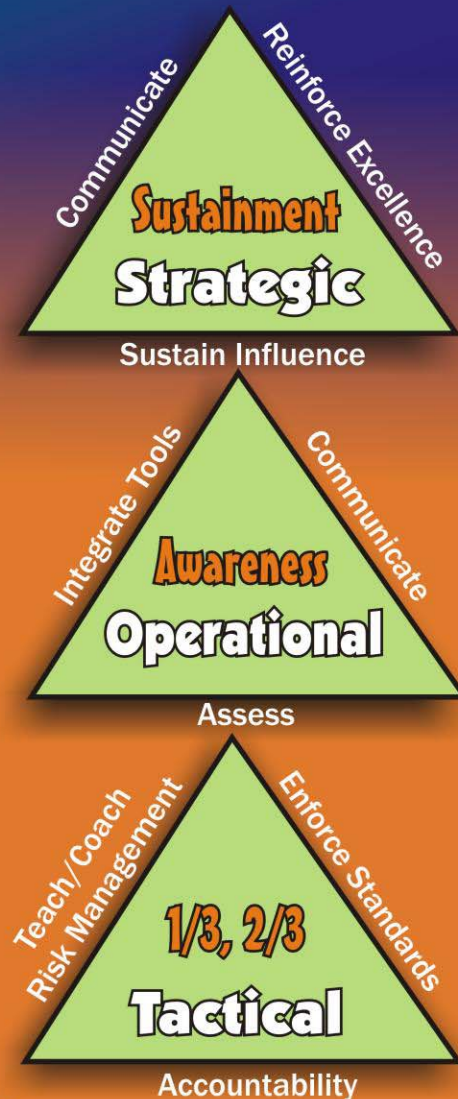 Communicate
Reinforce Excellence
Sustainment
Strategic
Sustain Influence
Integrate Tools
Communicate
Awareness
Operational
Assess
Teach/Coach
Risk Management
Enforce Standards
1/3, 2/3
Tactical
Accountability